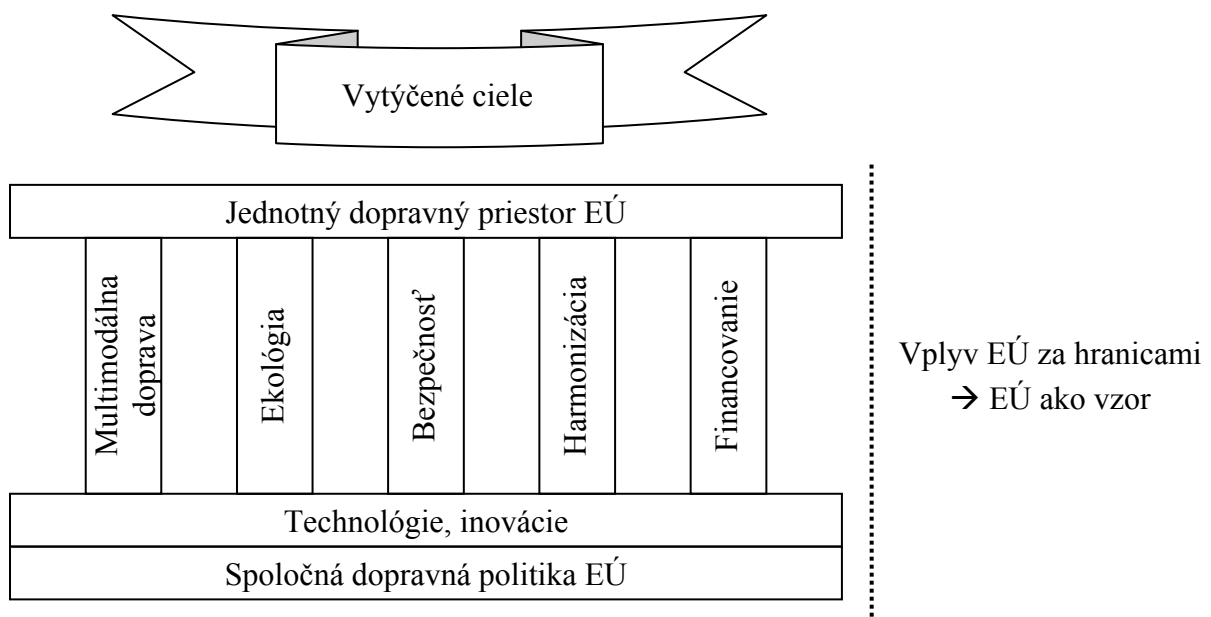 Vytýčené ciele
Jednotný dopravný priestor EÚ
Multimodálna
doprava
Ekológia
Bezpečnosť
Harmonizácia
Financovanie
Vplyv EÚ za hranicami
→ EÚ ako vzor
Technológie, inovácie
Spoločná dopravná politika EÚ